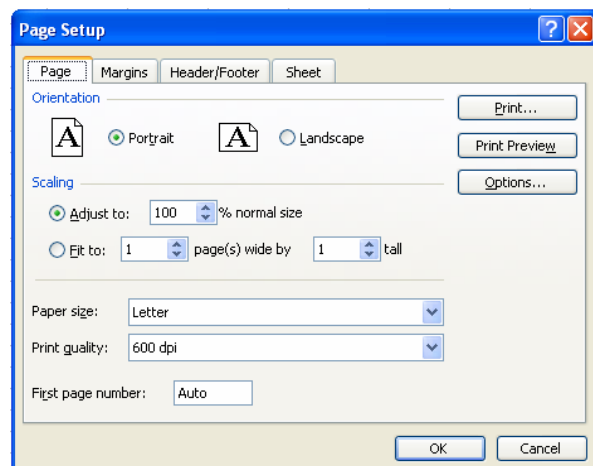 Page Setup
Page Margins Header/Footer Sheet
Orientation
Print...
A Portrait A Landscape
Print Preview
Scaling
Options...
Adjust to: 100 % normal size
Fit to: 1 page(s) wide by 1 tall
Paper size: Letter
Print quality: 600 dpi
First page number: Auto
OK Cancel